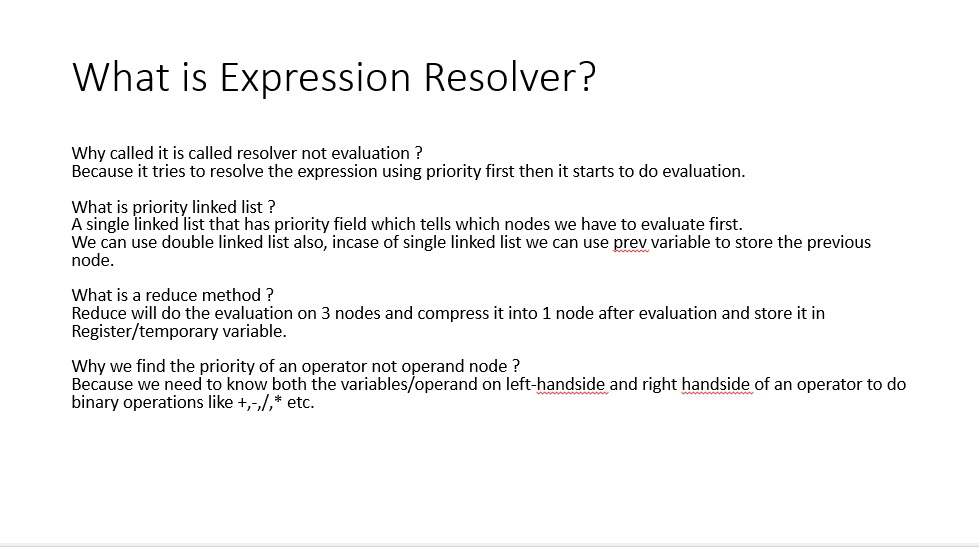 What is Expression Resolver?
Why called it is called resolver not evaluation ?
Because it tries to resolve the expression using priority first then it starts to do evaluation.
What is priority linked list ?
A single linked list that has priority field which tells which nodes we have to evaluate first.
We can use double linked list also, incase of single linked list we can use prev variable to store the previous
node.
What is a reduce method ?
Reduce will do the evaluation on 3 nodes and compress it into 1 node after evaluation and store it in
Register/temporary variable.
Why we find the priority of an operator not operand node ?
Because we need to know both the variables/operand on left-handside and right handside of an operator to do
binary operations like +,-,/,* etc.